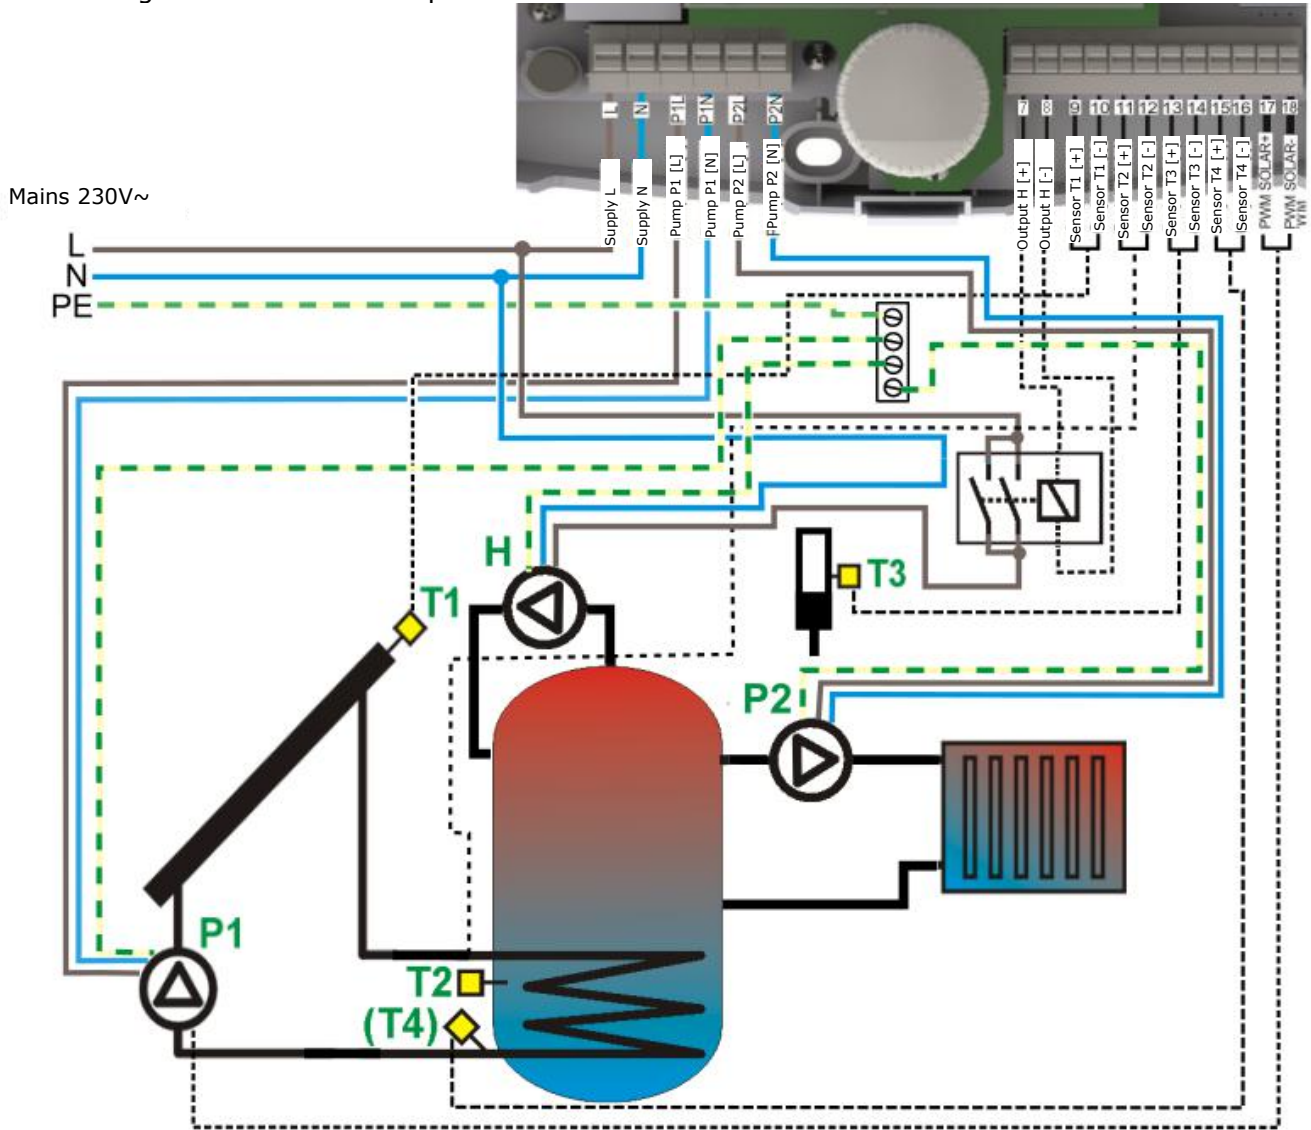 L
N
P1L
P1N
P2L
P2N
7
8
9
10
11
12
13
14
15
16
17
18
Supply L
Supply N
Pump P1 [L]
Pump P1 [N]
Pump P2 [L]
FPump P2 [N]
Output H [+]
Output H [-]
Sensor T1 [+]
Sensor T1 [-]
Sensor T2 [+]
Sensor T2 [-]
Sensor T3 [+]
Sensor T3 [-]
Sensor T4 [+]
Sensor T4 [-]
PWM SOLAR+
PWM SOLAR-
Mains 230V~
L
N
PE
H
T3
T1
P2
P1
T2
(T4)